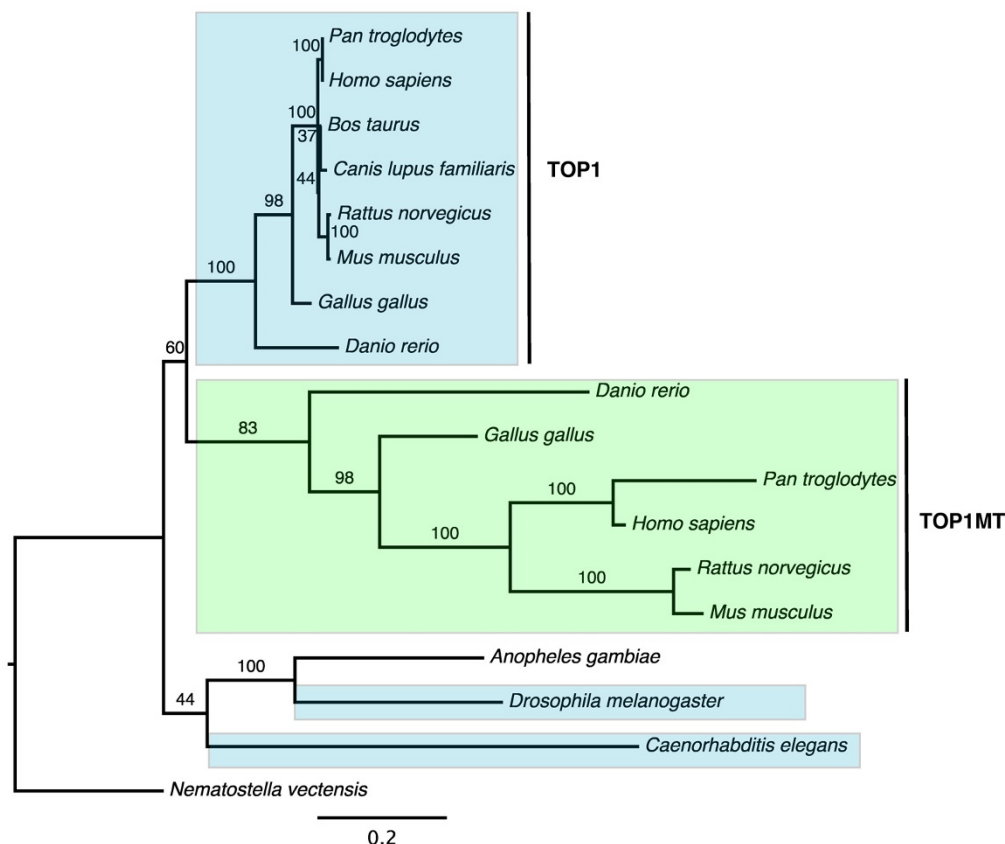 Pan troglodytes
100
Homo sapiens
100
Bos taurus
37
Canis lupus familiaris
TOP1
44
98
Rattus norvegicus
100
Mus musculus
100
Gallus gallus
Danio rerio
60
Danio rerio
83
Gallus gallus
98
Pan troglodytes
100
Homo sapiens
TOP1MT
100
Rattus norvegicus
100
Mus musculus
Anopheles gambiae
100
Drosophila melanogaster
44
Caenorhabditis elegans
Nematostella vectensis
0.2